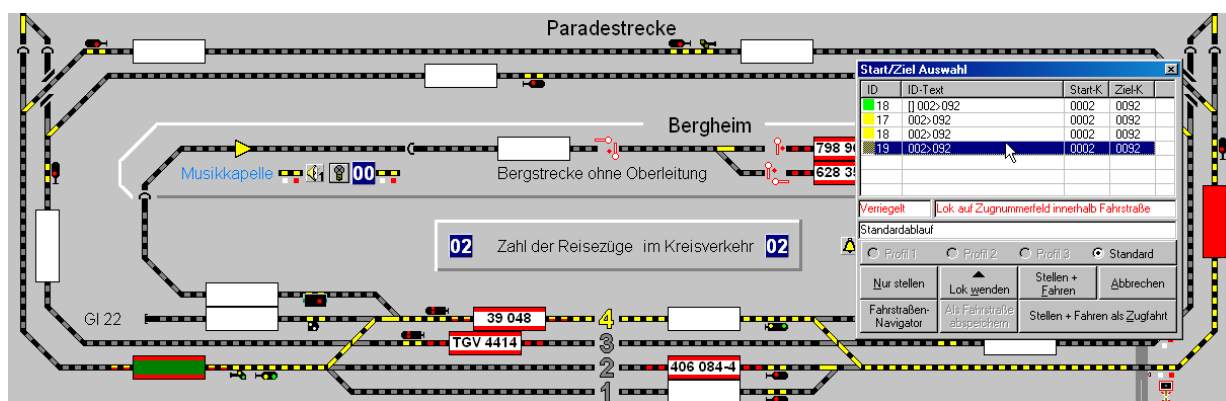 Paradestrecke
Start/Ziel Auswahl
ID ID-Text Start-K Ziel-K
18 [] 002>092 0002 0092
17 002>092 0002 0092
18 002>092 0002 0092
19 002>092 0002 0092
Bergheim
798 90
Musikkapelle 00
Bergstrecke ohne Oberleitung
628 35
Verriegelt Lok auf Zugnummerfeld innerhalb Fahrstraße
Standardablauf
02 Zahl der Reisezüge im Kreisverkehr 02
Profil 1 Profil 2 Profil 3 Standard
Nur stellen Lok wenden Stellen + Fahren Abbrechen
Fahrstraßen-Navigator Als Fahrstraße abspeichern Stellen + Fahren als Zugfahrt
Gl 22
39 048 4
TGV 4414 3
2 406 084-4
1